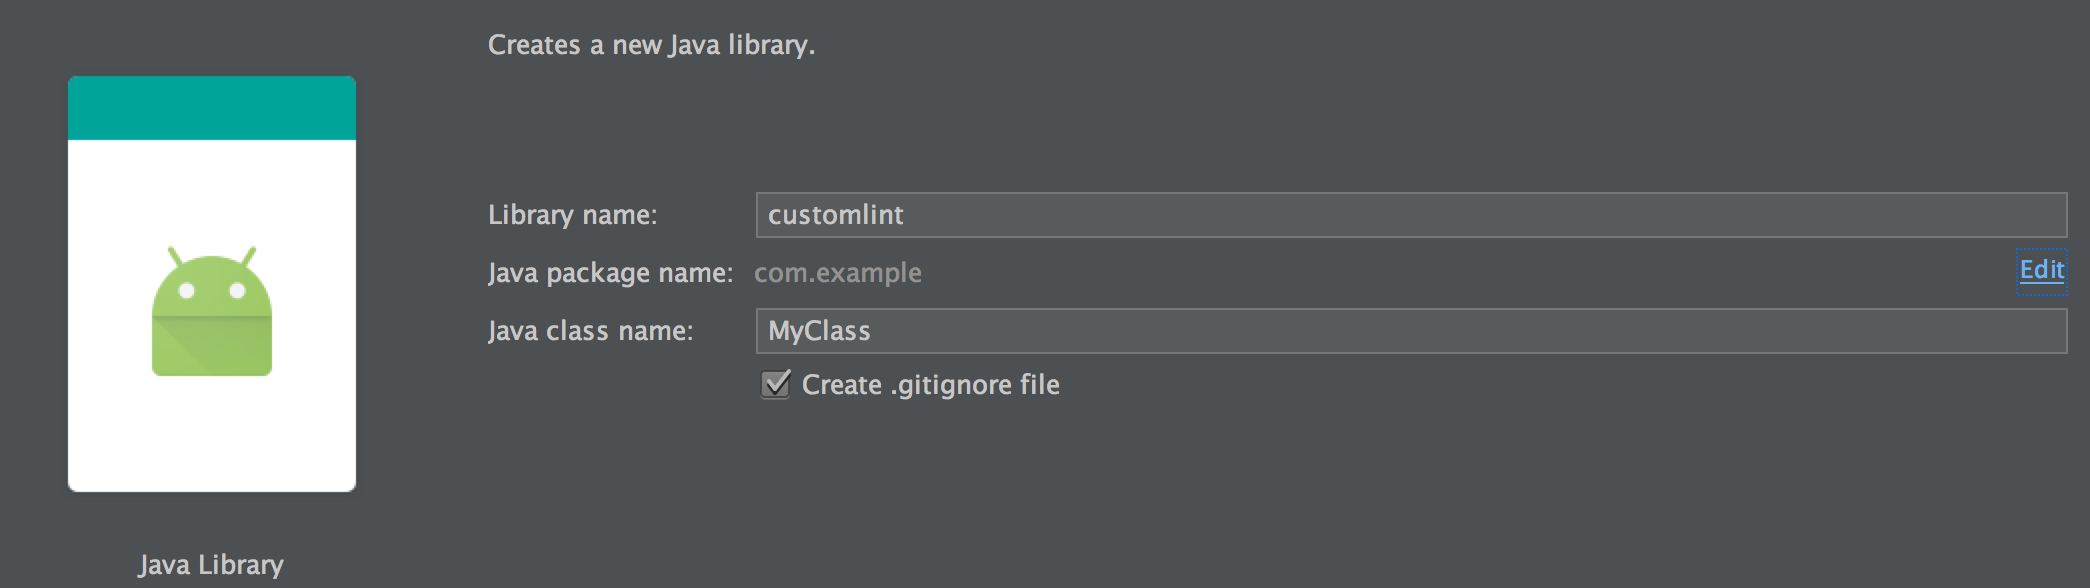 Creates a new Java library.
Library name: customlint
Java package name: com.example Edit
Java class name: MyClass
Create .gitignore file
Java Library